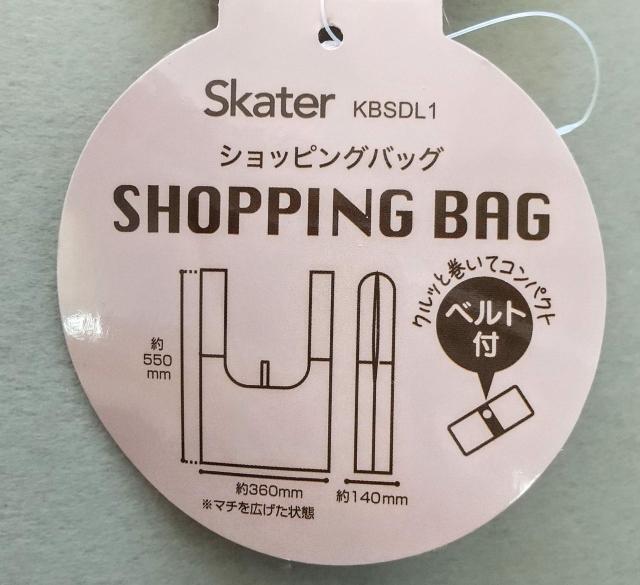 Skater KBSDL1
ショッピングバッグ
SHOPPING BAG
クルッと巻いてコンパクト
ベルト
付
約
550
mm
約360mm
約140mm
※マチを広げた状態